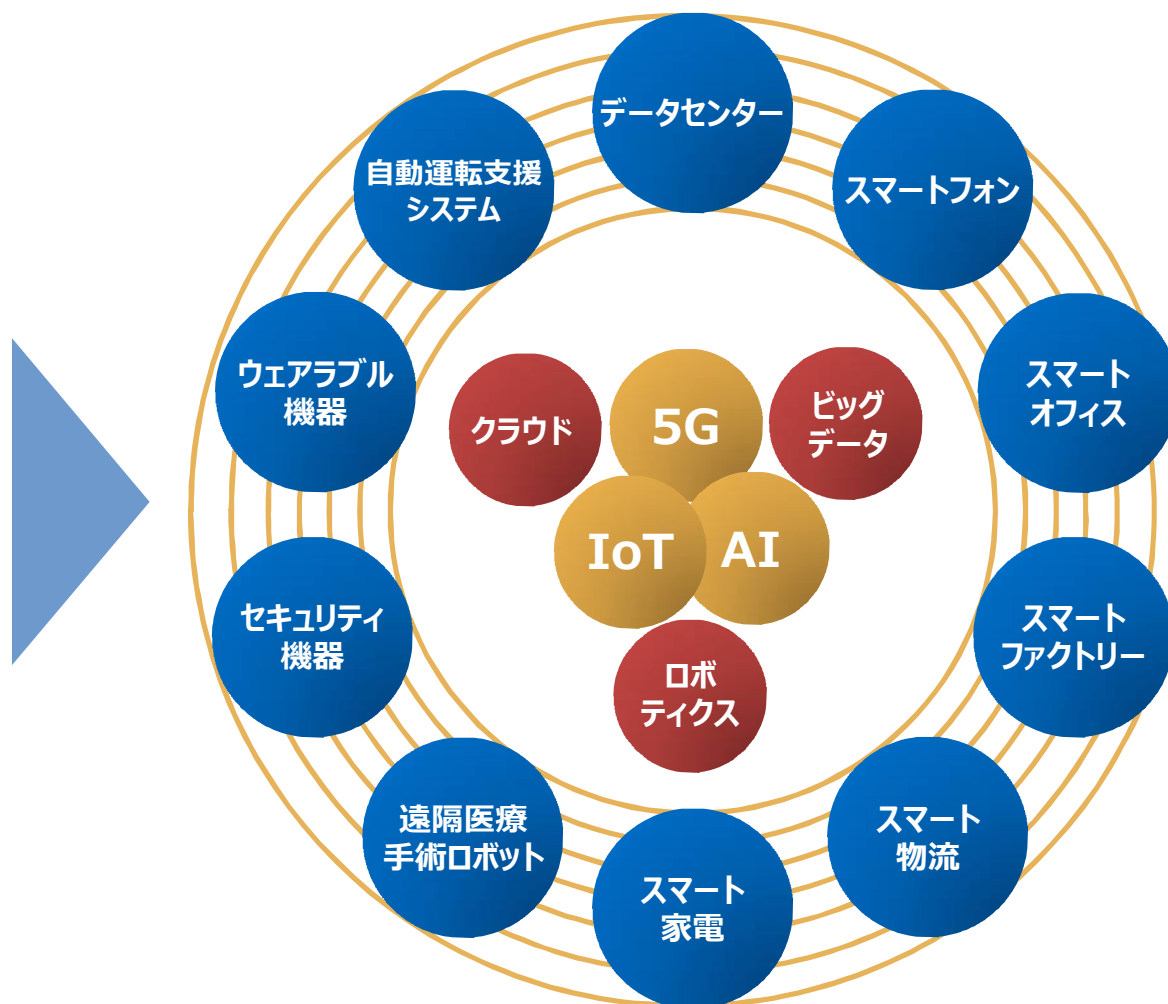 データセンター
自動運転支援
システム
スマートフォン
ウェアラブル
機器
スマート
オフィス
クラウド
5G
ビッグ
データ
IoT
AI
セキュリティ
機器
スマート
ファクトリー
ロボ
ティクス
遠隔医療
手術ロボット
スマート
物流
スマート
家電